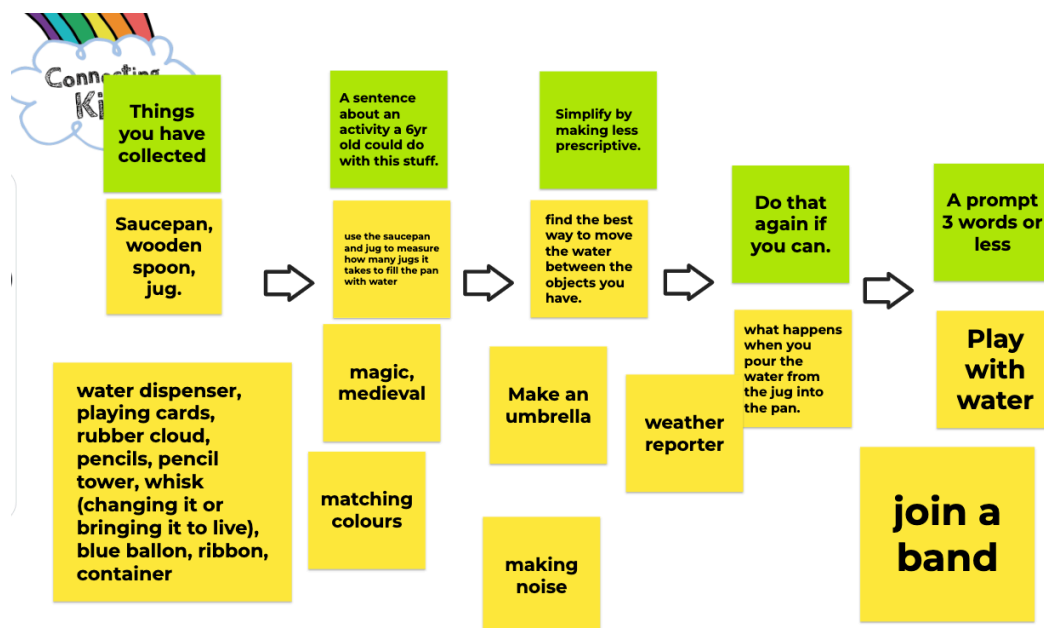 Connecting
Ki
Things
you have
collected
A sentence
about an
activity a 6yr
old could do
with this stuff.
Simplify by
making less
prescriptive.
Do that
again if
you can.
A prompt
3 words or
less
Saucepan,
wooden
spoon,
jug.
use the saucepan
and jug to measure
how many jugs it
takes to fill the pan
with water
find the best
way to move
the water
between the
objects you
have.
what happens
when you
pour the
water from
the jug into
the pan.
Play
with
water
water dispenser,
playing cards,
rubber cloud,
pencils, pencil
tower, whisk
(changing it or
bringing it to live),
blue ballon, ribbon,
container
magic,
medieval
Make an
umbrella
weather
reporter
matching
colours
making
noise
join a
band